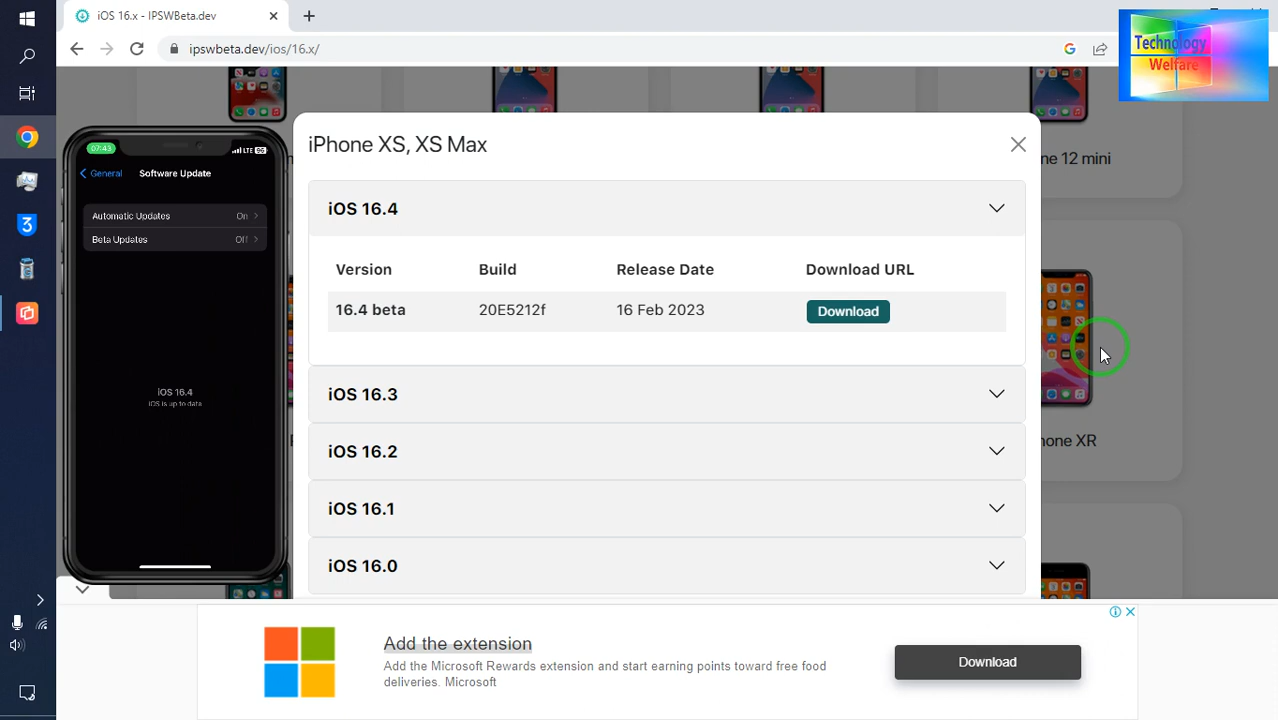 iOS 16.x - IPSWBeta.dev
ipswbeta.dev/ios/16.x/
Technology
Welfare
iPhone XS, XS Max
ne 12 mini
07:43
LTE 96
General
Software Update
Automatic Updates On
Beta Updates Off
iOS 16.4
iOS is up to date
iOS 16.4
Version Build Release Date Download URL
16.4 beta 20E5212f 16 Feb 2023 Download
iOS 16.3
iOS 16.2
iOS 16.1
iOS 16.0
hone XR
Add the extension
Add the Microsoft Rewards extension and start earning points toward free food
deliveries. Microsoft
Download